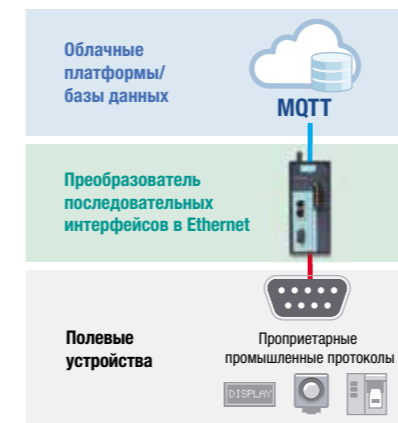 Облачные
платформы/
базы данных
MQTT
Преобразователь
последовательных
интерфейсов в Ethernet
Полевые
устройства
Проприетарные
промышленные протоколы
DISPLAY